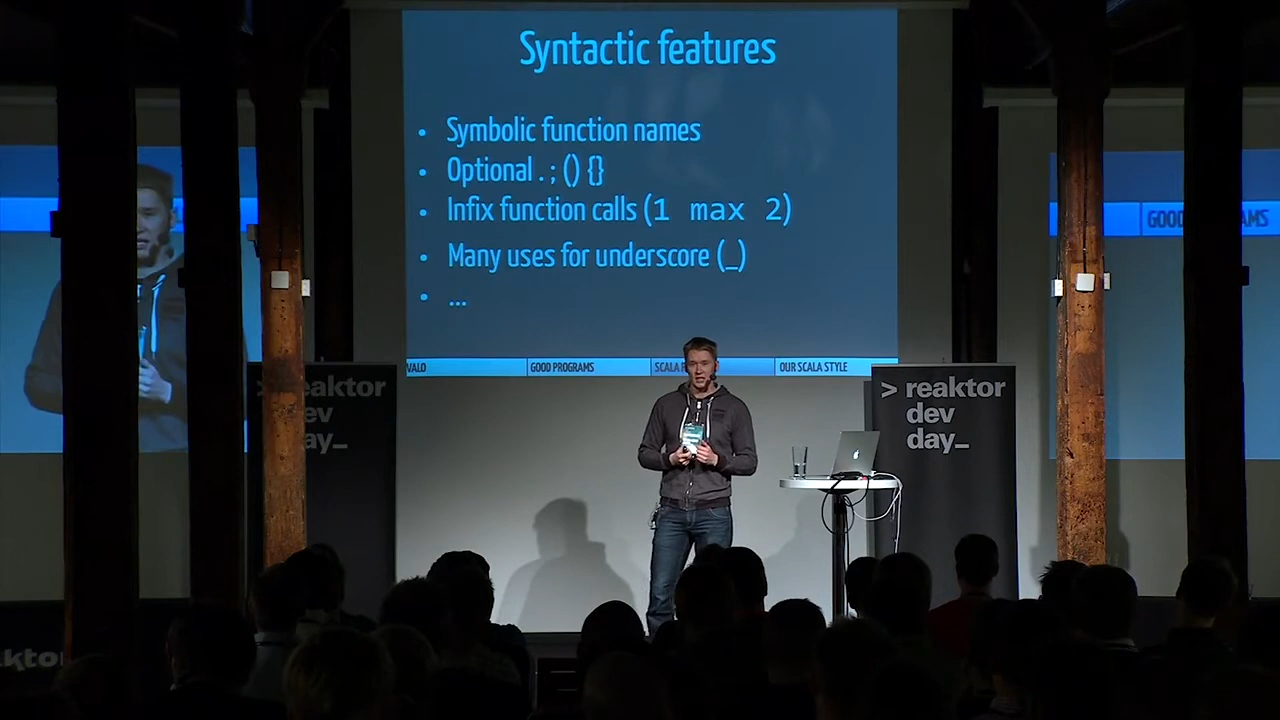 Syntactic features
• Symbolic function names
• Optional . ; () {}
• Infix function calls (1 max 2)
• Many uses for underscore (_)
• ...
VALO
GOOD PROGRAMS
OUR SCALA STYLE
> reaktor
dev
day_
reaktor
dev
day_